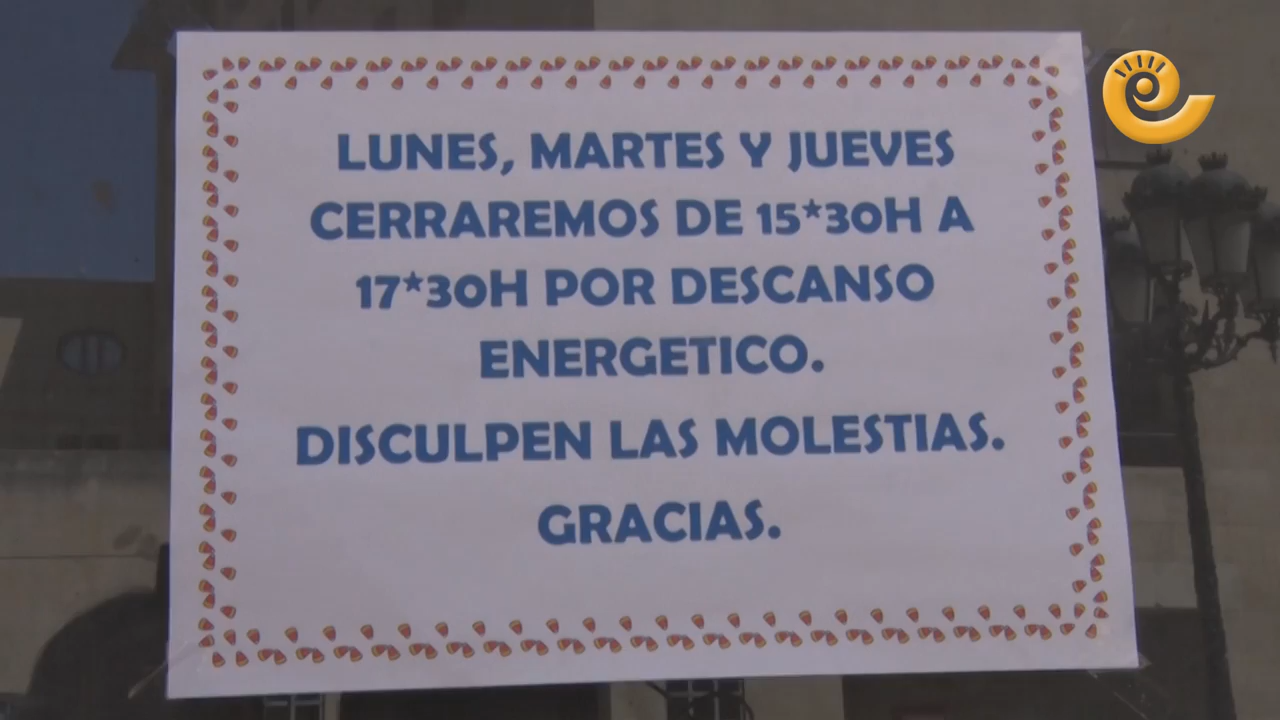 LUNES, MARTES Y JUEVES
CERRAREMOS DE 15*30H A
17*30H POR DESCANSO
ENERGETICO.
DISCULPEN LAS MOLESTIAS.
GRACIAS.